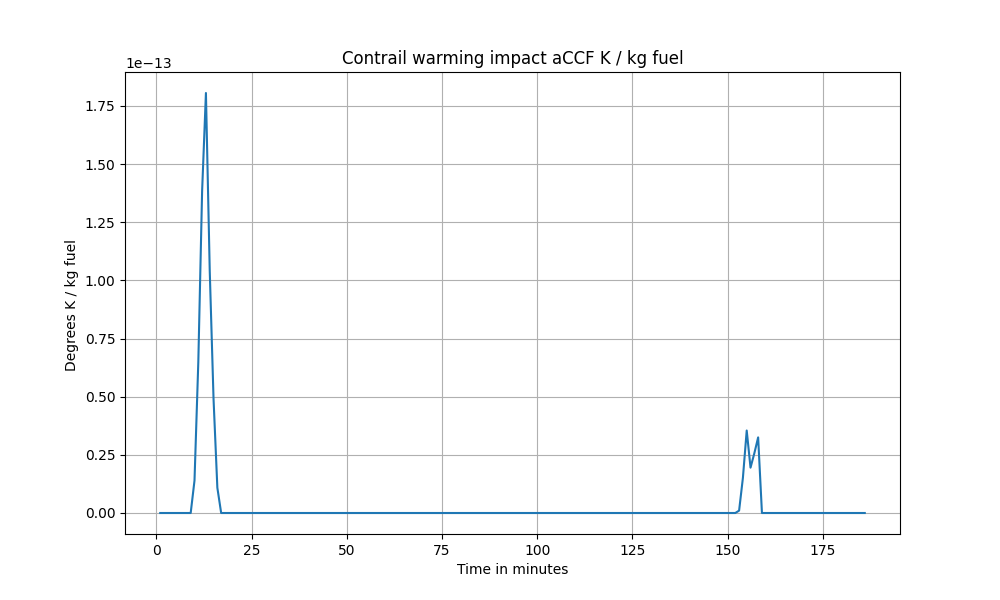 Contrail warming impact aCCF K / kg fuel
1e−13
Degrees K / kg fuel
1.75
1.50
1.25
1.00
0.75
0.50
0.25
0.00
0 25 50 75 100 125 150 175
Time in minutes